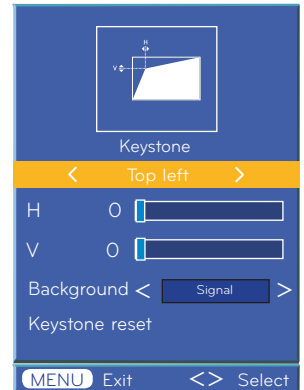 H
V
Keystone
< Top left >
H 0
V 0
Background < Signal >
Keystone reset
MENU Exit <> Select